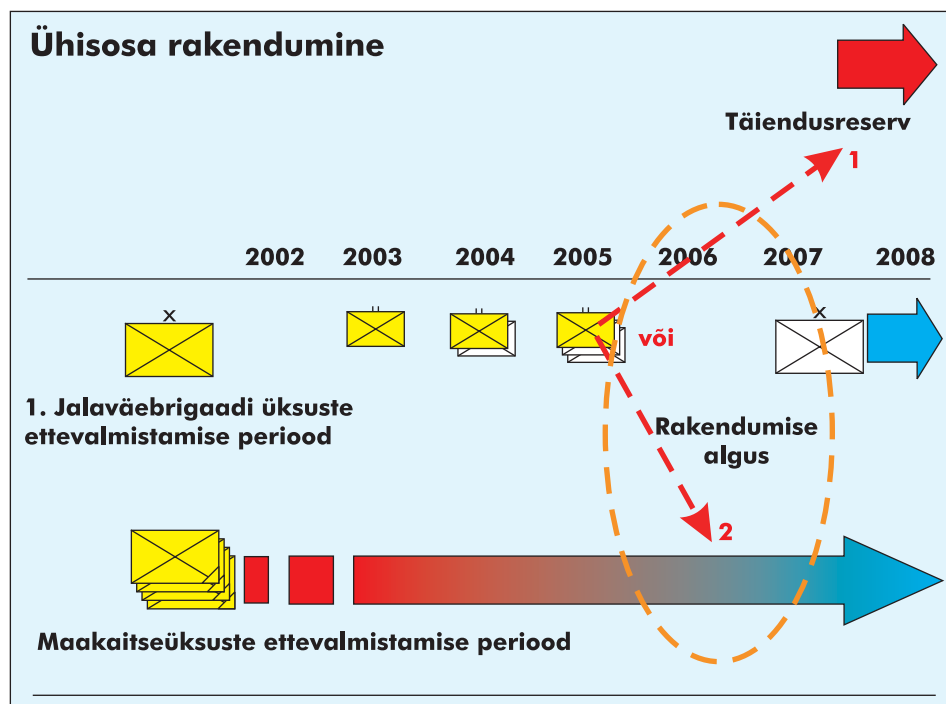 Ühisosa rakendumine
Täiendusreserv
1
2002 2003 2004 2005 2006 2007 2008
x
x
või
1. Jalaväebrigaadi üksuste
ettevalmistamise periood
Rakendumise
algus
2
Maakaitseüksuste ettevalmistamise periood